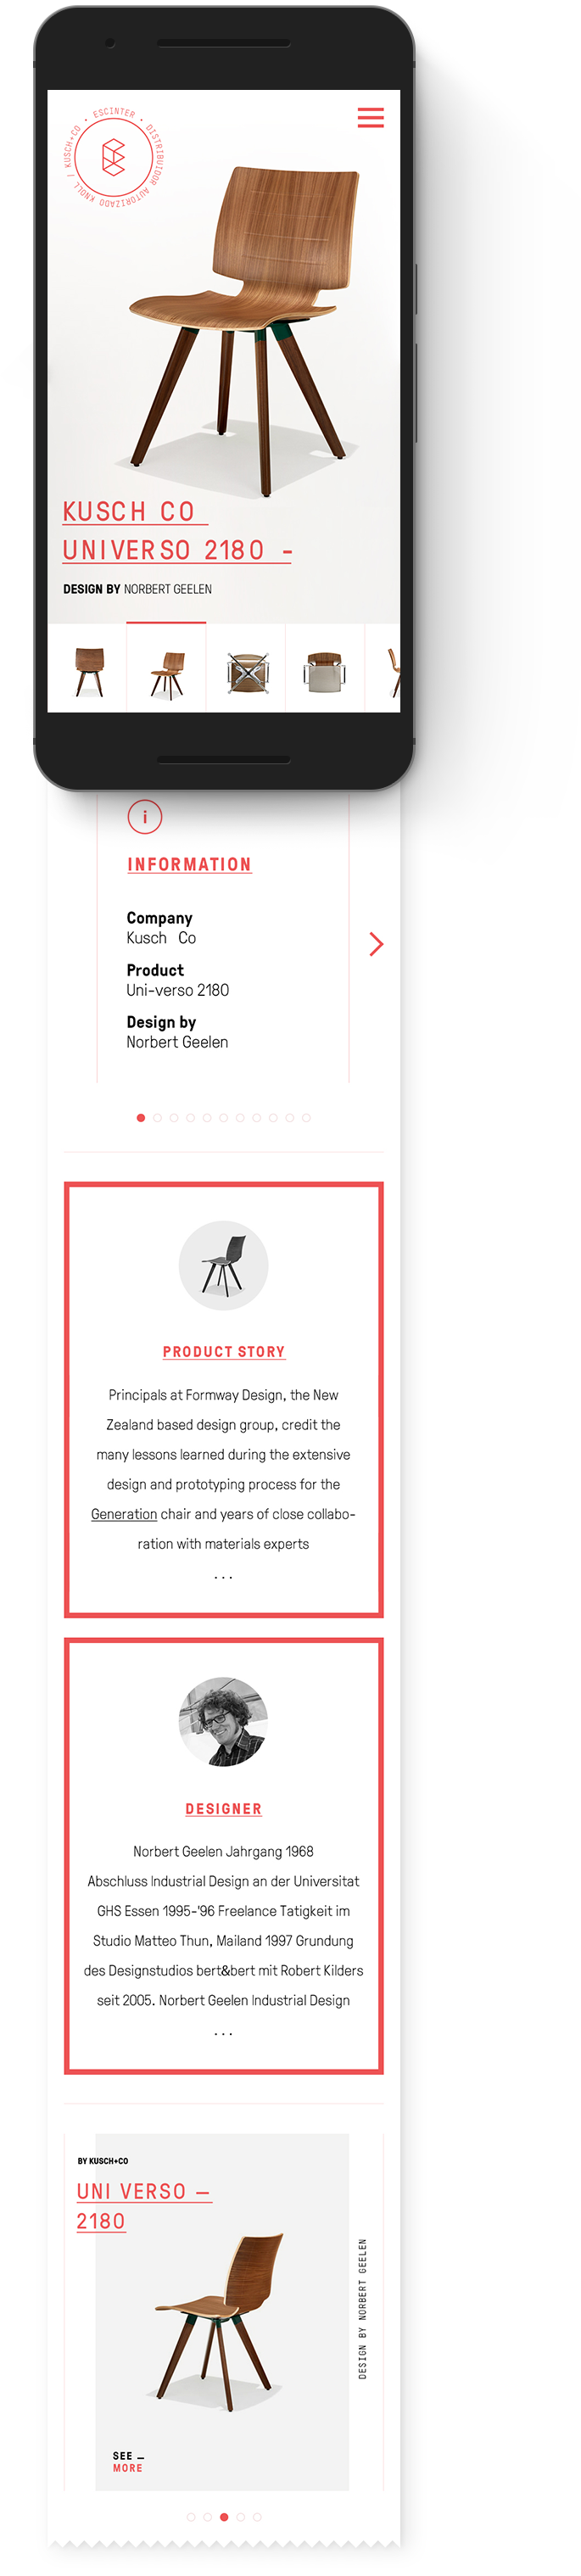 KUSCH+CO • ESCINTER • DISTRIBUIDOR AUTORIZADO KNOLL /
KUSCH CO
UNIVERSO 2180 -
DESIGN BY NORBERT GEELEN
i
INFORMATION
Company
Kusch Co
Product
Uni-verso 2180
Design by
Norbert Geelen
PRODUCT STORY
Principals at Formway Design, the New
Zealand based design group, credit the
many lessons learned during the extensive
design and prototyping process for the
Generation chair and years of close collabo-
ration with materials experts
...
DESIGNER
Norbert Geelen Jahrgang 1968
Abschluss Industrial Design an der Universitat
GHS Essen 1995-'96 Freelance Tatigkeit im
Studio Matteo Thun, Mailand 1997 Grundung
des Designstudios bert&bert mit Robert Kilders
seit 2005. Norbert Geelen Industrial Design
...
BY KUSCH+CO
UNI VERSO –
2180
DESIGN BY NORBERT GEELEN
SEE –
MORE